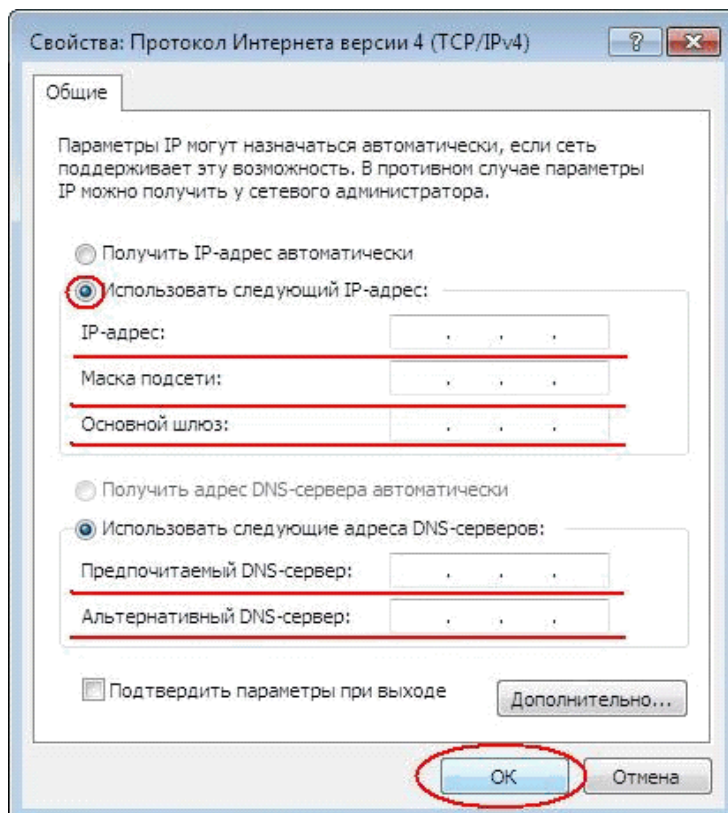 Свойства: Протокол Интернета версии 4 (TCP/IPv4)
?
Общие
Параметры IP могут назначаться автоматически, если сеть
поддерживает эту возможность. В противном случае параметры
IP можно получить у сетевого администратора.
Получить IP-адрес автоматически
Использовать следующий IP-адрес:
IP-адрес: . . .
Маска подсети: . . .
Основной шлюз: . . .
Получить адрес DNS-сервера автоматически
Использовать следующие адреса DNS-серверов:
Предпочитаемый DNS-сервер: . . .
Альтернативный DNS-сервер: . . .
Подтвердить параметры при выходе
Дополнительно...
ОК Отмена